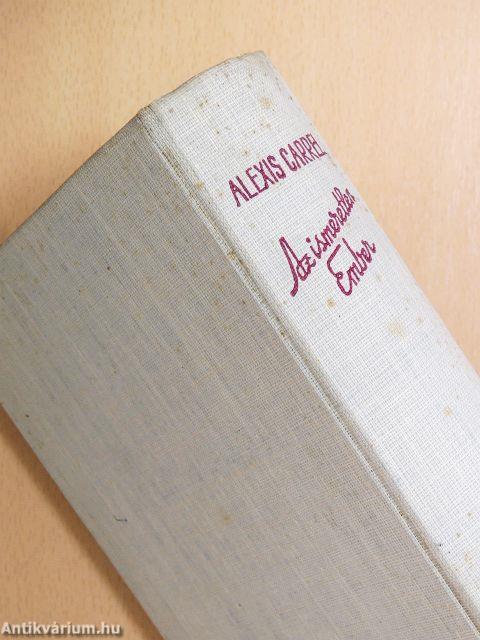 ALEXIS CARREL
Az ismeretlen
Ember
Antikvárium.hu